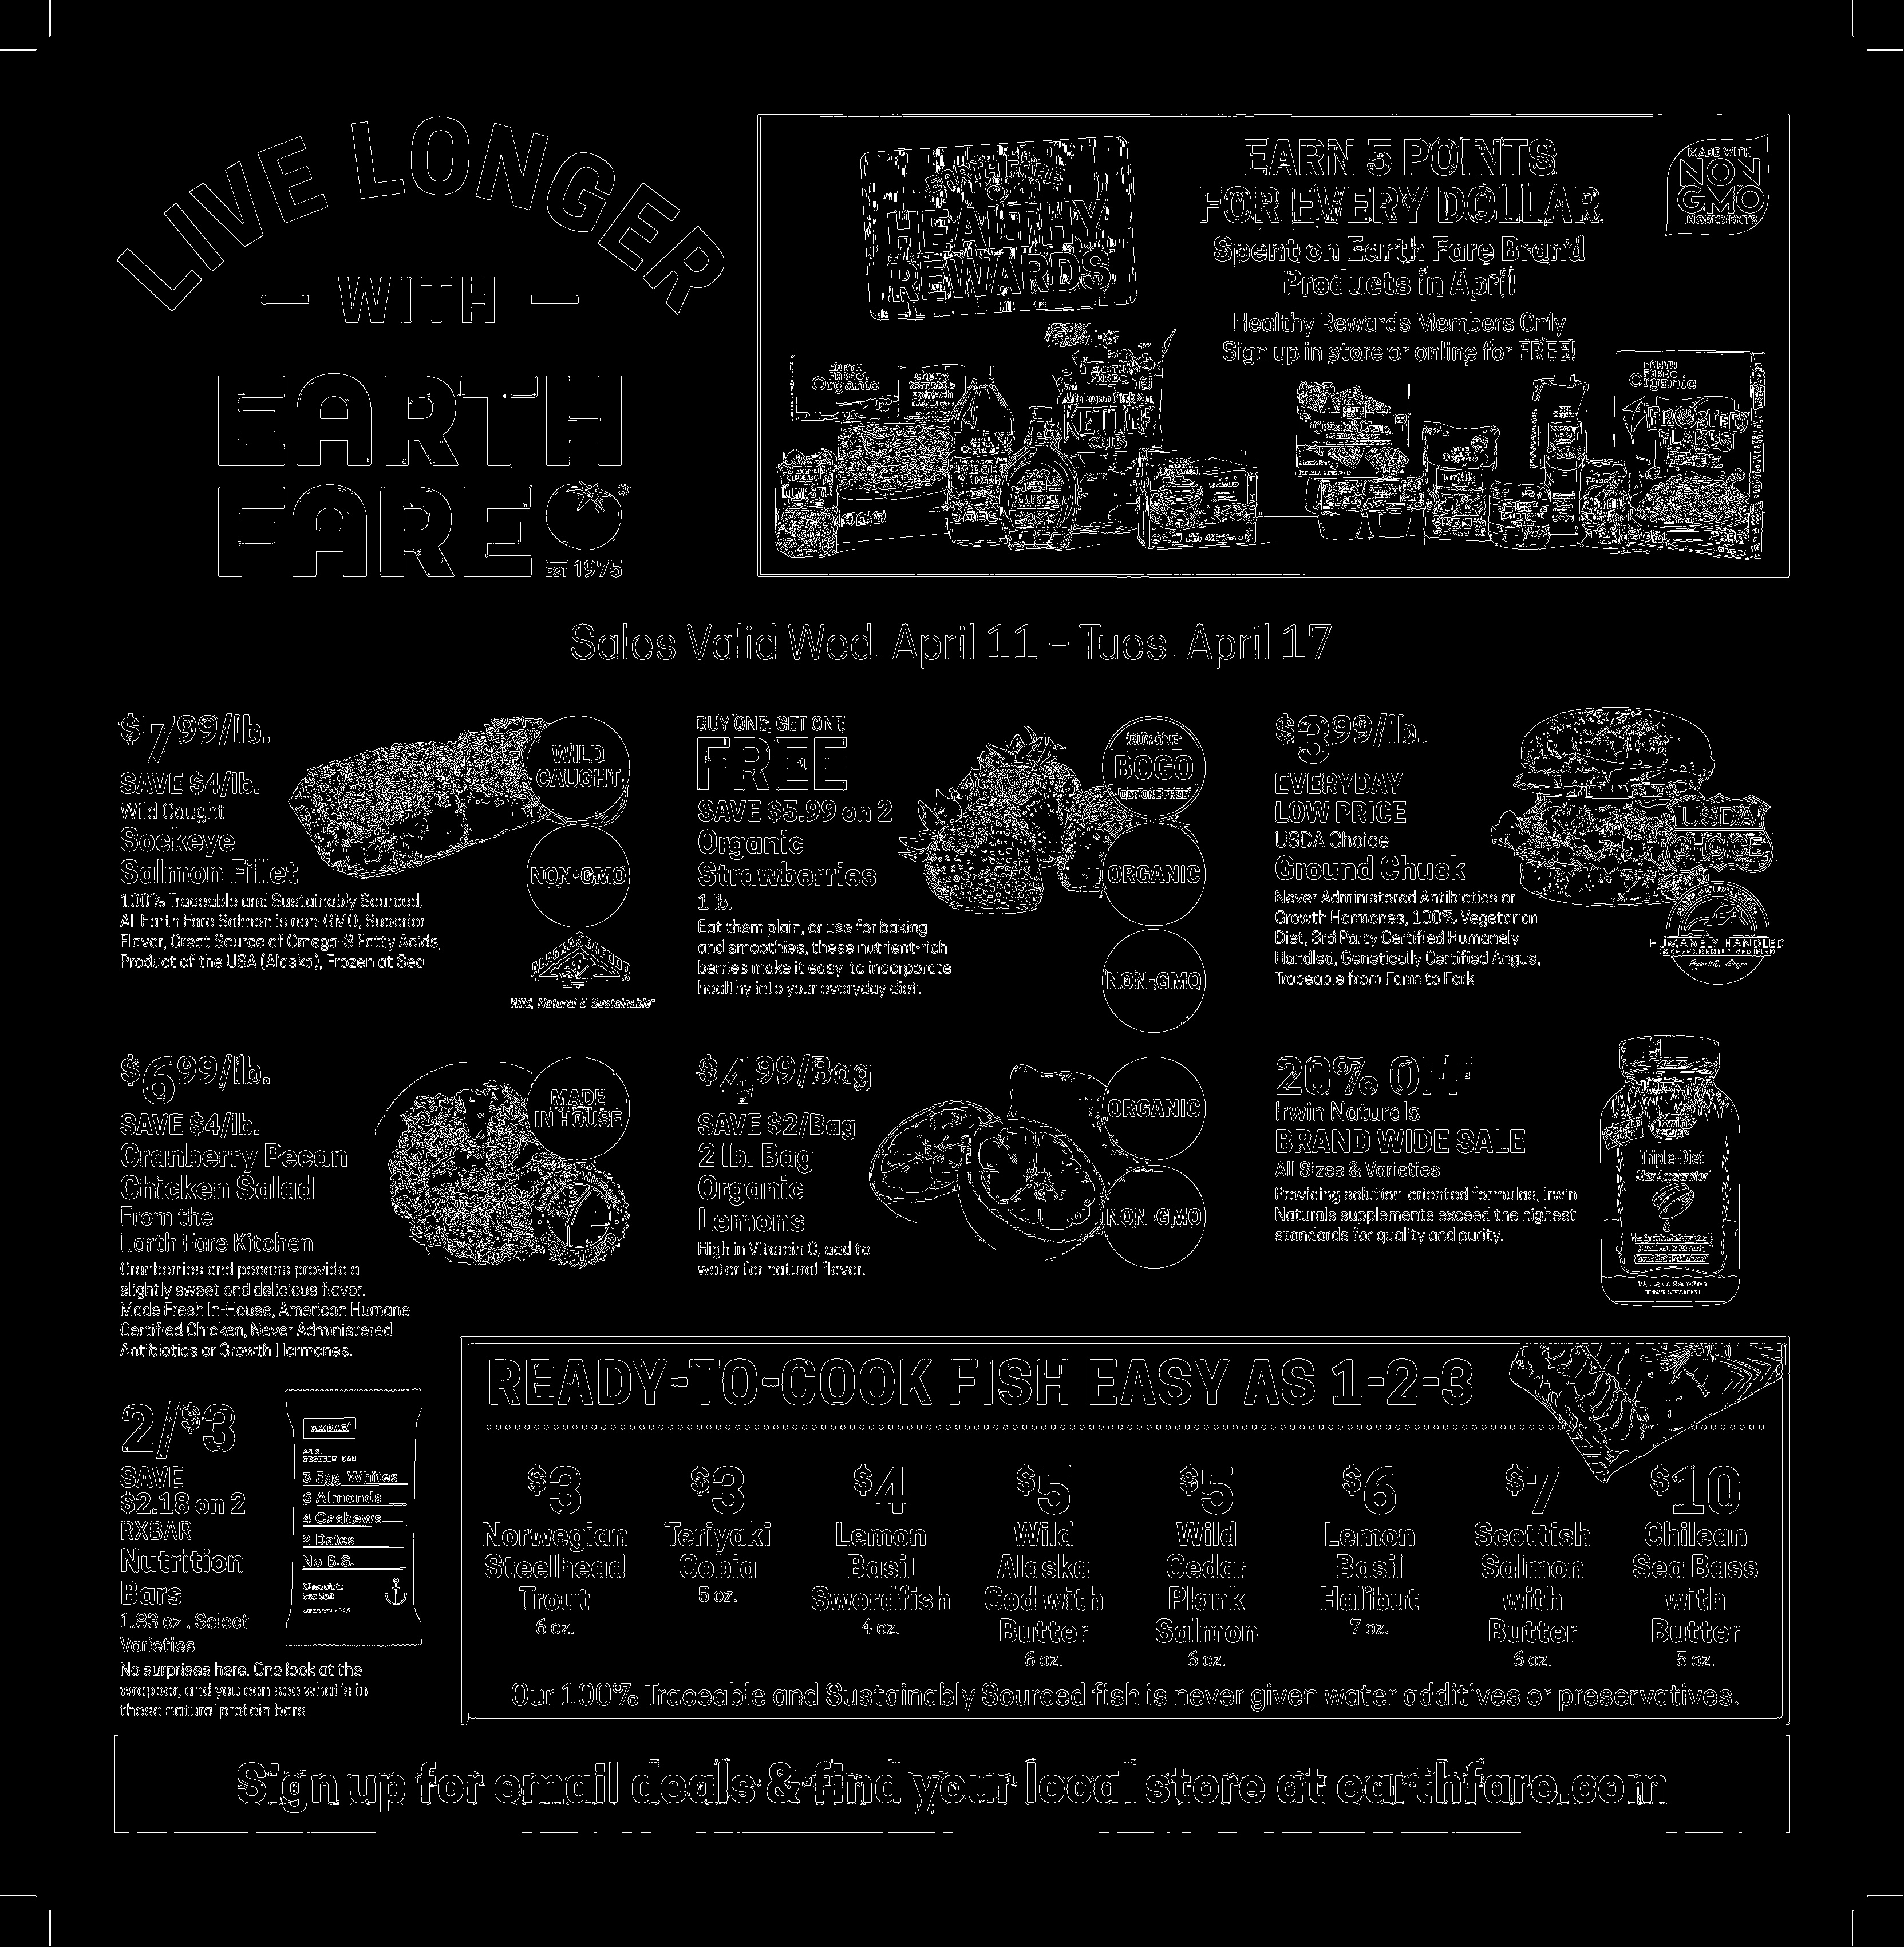 LIVE LONGER
WITH
EARTH
FARE
EST 1975
EARTH FARE
HEALTHY
REWARDS
EARN 5 POINTS
FOR EVERY DOLLAR
Spent on Earth Fare Brand
Products in April
Healthy Rewards Members Only
Sign up in store or online for FREE!
MADE WITH
NON
GMO
INGREDIENTS
EARTH
FARE
Organic
cherry
tomato &
spinach
EARTH
FARE
Himalayan Pink Salt
KETTLE
CHIPS
EARTH
FARE
Organic
FROSTED
FLAKES
Sales Valid Wed. April 11 – Tues. April 17
$7.99/lb.
SAVE $4/lb.
Wild Caught
Sockeye
Salmon Fillet
100% Traceable and Sustainably Sourced,
All Earth Fare Salmon is non-GMO, Superior
Flavor, Great Source of Omega-3 Fatty Acids,
Product of the USA (Alaska), Frozen at Sea
WILD
CAUGHT
NON-GMO
ALASKA SEAFOOD
Wild, Natural & Sustainable
BUY ONE, GET ONE
FREE
SAVE $5.99 on 2
Organic
Strawberries
1 lb.
Eat them plain, or use for baking
and smoothies, these nutrient-rich
berries make it easy to incorporate
healthy into your everyday diet.
BUY ONE
BOGO
GET ONE FREE
ORGANIC
NON-GMO
$3.99/lb.
EVERYDAY
LOW PRICE
USDA Choice
Ground Chuck
Never Administered Antibiotics or
Growth Hormones, 100% Vegetarian
Diet, 3rd Party Certified Humanely
Handled, Genetically Certified Angus,
Traceable from Farm to Fork
USDA
CHOICE
HUMANELY HANDLED
INDEPENDENTLY VERIFIED
$6.99/lb.
SAVE $4/lb.
Cranberry Pecan
Chicken Salad
From the
Earth Fare Kitchen
Cranberries and pecans provide a
slightly sweet and delicious flavor.
Made Fresh In-House, American Humane
Certified Chicken, Never Administered
Antibiotics or Growth Hormones.
MADE
IN HOUSE
CERTIFIED
$4.99/Bag
SAVE $2/Bag
2 lb. Bag
Organic
Lemons
High in Vitamin C, add to
water for natural flavor.
ORGANIC
NON-GMO
20% OFF
Irwin Naturals
BRAND WIDE SALE
All Sizes & Varieties
Providing solution-oriented formulas, Irwin
Naturals supplements exceed the highest
standards for quality and purity.
Irwin
Triple-Diet
Max Accelerator
2/$3
SAVE
$2.18 on 2
RXBAR
Nutrition
Bars
1.83 oz., Select
Varieties
No surprises here. One look at the
wrapper, and you can see what's in
these natural protein bars.
RXBAR
3 Egg Whites
6 Almonds
4 Cashews
2 Dates
No B.S.
Chocolate
Sea Salt
READY-TO-COOK FISH EASY AS 1-2-3
$3
Norwegian
Steelhead
Trout
6 oz.
$3
Teriyaki
Cobia
5 oz.
$4
Lemon
Basil
Swordfish
4 oz.
$5
Wild
Alaska
Cod with
Butter
6 oz.
$5
Wild
Cedar
Plank
Salmon
6 oz.
$6
Lemon
Basil
Halibut
7 oz.
$7
Scottish
Salmon
with
Butter
6 oz.
$10
Chilean
Sea Bass
with
Butter
5 oz.
Our 100% Traceable and Sustainably Sourced fish is never given water additives or preservatives.
Sign up for email deals & find your local store at earthfare.com